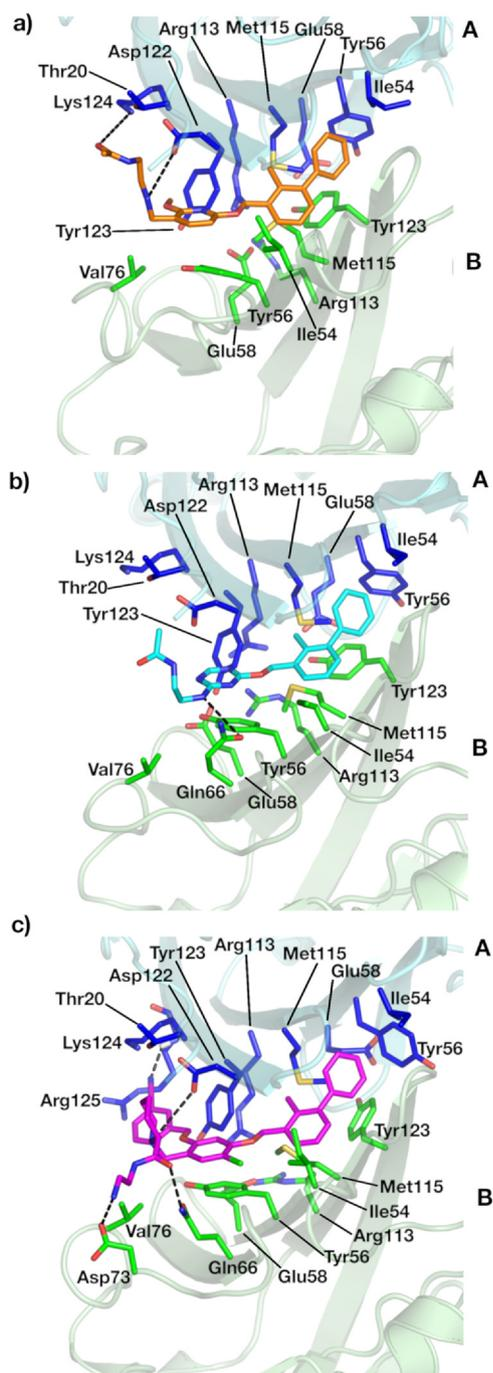 a)
A
Arg113 Met115 Glu58
Asp122
Tyr56
Thr20
Ile54
Lys124
Tyr123
Tyr123
Val76
Met115
B
Arg113
Tyr56
Ile54
Glu58
b)
A
Arg113
Met115
Glu58
Asp122
Ile54
Lys124
Thr20
Tyr56
Tyr123
Tyr123
Met115
B
Ile54
Val76
Tyr56
Arg113
Gln66
Glu58
c)
A
Arg113
Tyr123
Met115
Asp122
Glu58
Thr20
Ile54
Lys124
Tyr56
Arg125
Tyr123
Met115
B
Ile54
Val76
Arg113
Gln66
Tyr56
Asp73
Glu58